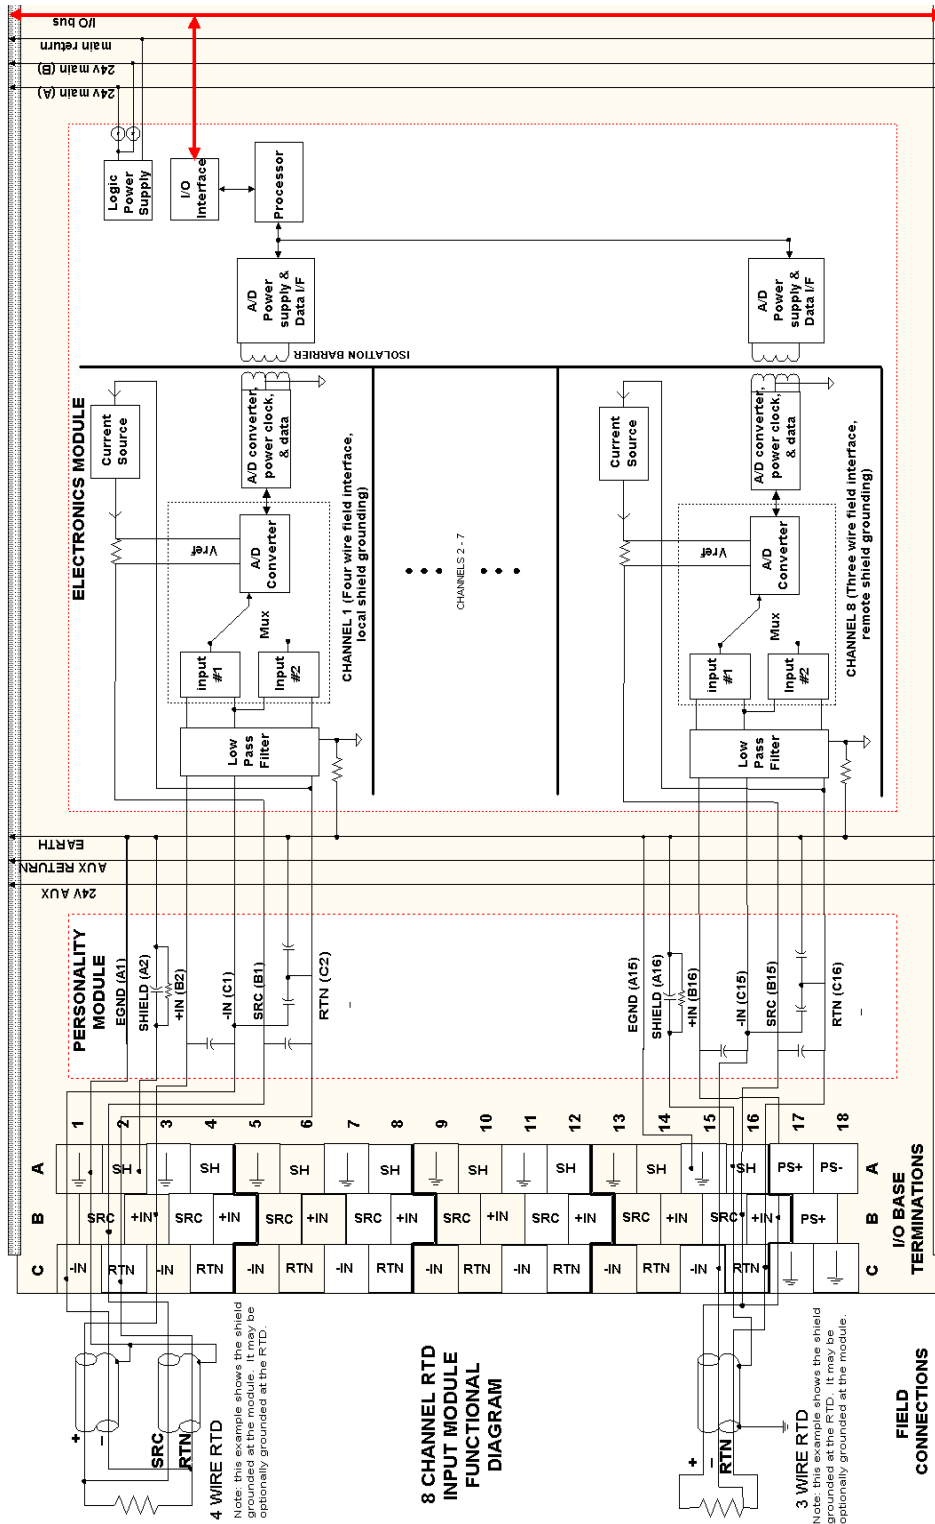 I/O bus
main return
24v main (B)
24v main (A)
Logic
Power
Supply
I/O
Interface
Processor
A/D
Power
supply &
Data I/F
A/D
Power
supply &
Data I/F
ISOLATION BARRIER
ELECTRONICS MODULE
Current
Source
A/D converter,
power clock,
& data
Vref
A/D
Converter
Mux
input
#1
Input
#2
Low
Pass
Filter
CHANNEL 1 (Four wire field interface,
local shield grounding)
CHANNELS 2 - 7
Current
Source
A/D converter,
power clock,
& data
Vref
A/D
Converter
Mux
input
#1
Input
#2
Low
Pass
Filter
CHANNEL 8 (Three wire field interface,
remote shield grounding)
EARTH
AUX RETURN
24V AUX
PERSONALITY
MODULE
EGND (A1)
SHIELD (A2)
+IN (B2)
-IN (C1)
SRC (B1)
RTN (C2)
EGND (A15)
SHIELD (A16)
+IN (B16)
-IN (C15)
SRC (B15)
RTN (C16)
1 2 3 4 5 6 7 8 9 10 11 12 13 14 15 16 17 18
A SH SH SH SH SH SH SH SH PS+ PS- A
B SRC +IN SRC +IN SRC +IN SRC +IN SRC +IN SRC +IN SRC +IN SRC +IN PS+ B
C -IN RTN -IN RTN -IN RTN -IN RTN -IN RTN -IN RTN -IN RTN -IN RTN C
I/O BASE
TERMINATIONS
+
-
SRC
RTN
4 WIRE RTD
Note: this example shows the shield
grounded at the module. It may be
optionally grounded at the RTD.
8 CHANNEL RTD
INPUT MODULE
FUNCTIONAL
DIAGRAM
+
-
RTN
3 WIRE RTD
Note: this example shows the shield
grounded at the RTD. It may be
optionally grounded at the module.
FIELD
CONNECTIONS